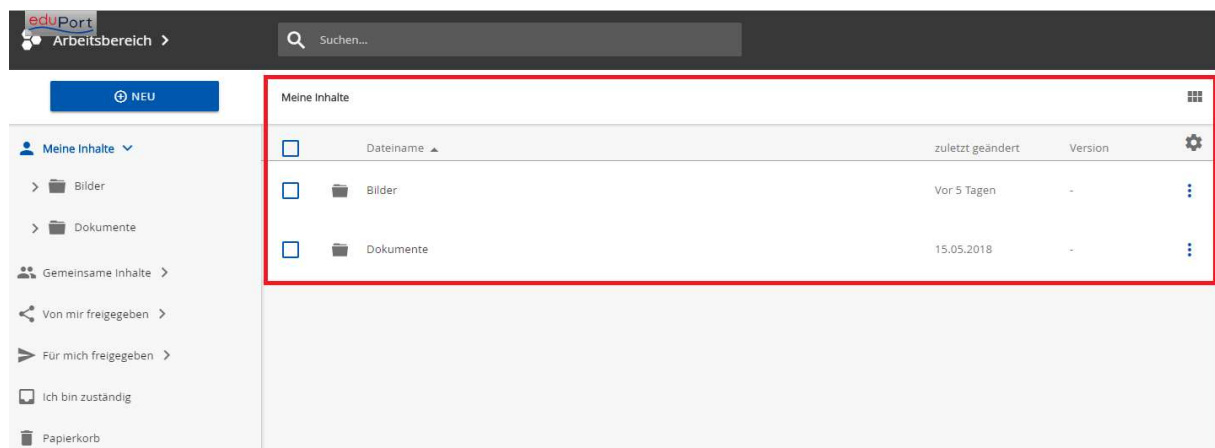 eduPort
Arbeitsbereich
Suchen...
NEU
Meine Inhalte
Meine Inhalte
Dateiname zuletzt geändert Version
Bilder
Bilder Vor 5 Tagen -
Dokumente
Dokumente 15.05.2018 -
Gemeinsame Inhalte
Von mir freigegeben
Für mich freigegeben
Ich bin zuständig
Papierkorb